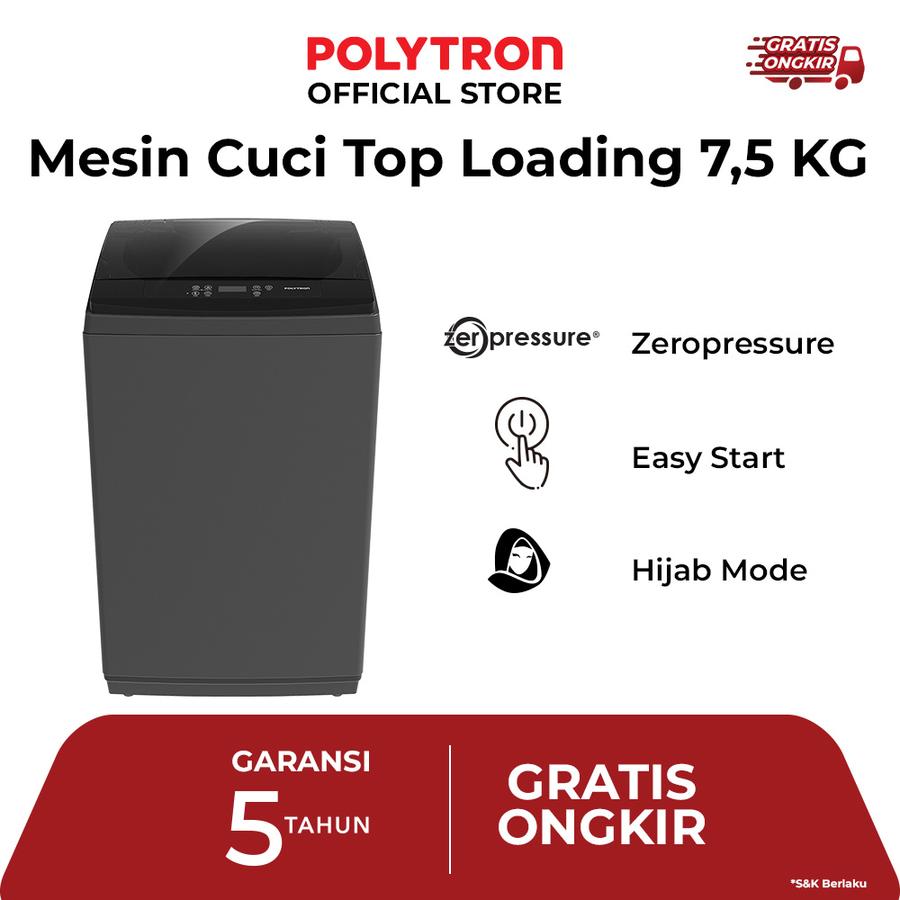 POLYTRON
OFFICIAL STORE
GRATIS
ONGKIR
Mesin Cuci Top Loading 7,5 KG
POLYTRON
zeropressure®
Zeropressure
Easy Start
Hijab Mode
GARANSI
5 TAHUN
GRATIS
ONGKIR
*S&K Berlaku